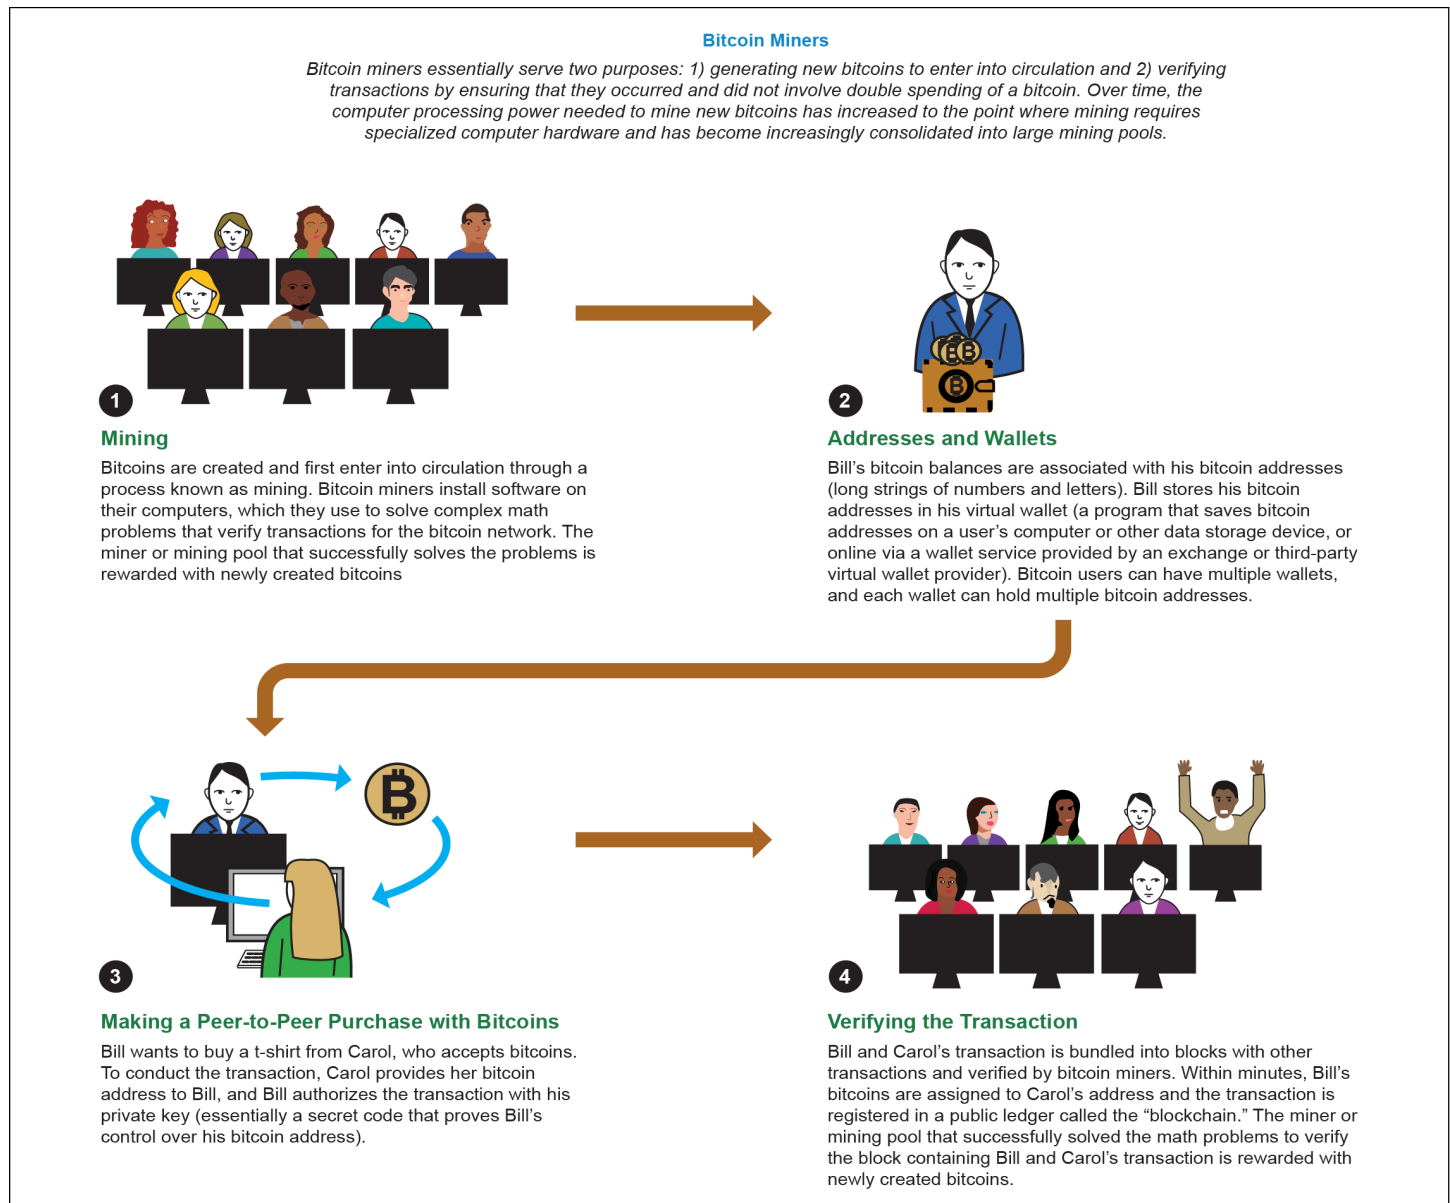 Bitcoin Miners
Bitcoin miners essentially serve two purposes: 1) generating new bitcoins to enter into circulation and 2) verifying
transactions by ensuring that they occurred and did not involve double spending of a bitcoin. Over time, the
computer processing power needed to mine new bitcoins has increased to the point where mining requires
specialized computer hardware and has become increasingly consolidated into large mining pools.
1
Mining
Bitcoins are created and first enter into circulation through a
process known as mining. Bitcoin miners install software on
their computers, which they use to solve complex math
problems that verify transactions for the bitcoin network. The
miner or mining pool that successfully solves the problems is
rewarded with newly created bitcoins
2
Addresses and Wallets
Bill’s bitcoin balances are associated with his bitcoin addresses
(long strings of numbers and letters). Bill stores his bitcoin
addresses in his virtual wallet (a program that saves bitcoin
addresses on a user’s computer or other data storage device, or
online via a wallet service provided by an exchange or third-party
virtual wallet provider). Bitcoin users can have multiple wallets,
and each wallet can hold multiple bitcoin addresses.
3
Making a Peer-to-Peer Purchase with Bitcoins
Bill wants to buy a t-shirt from Carol, who accepts bitcoins.
To conduct the transaction, Carol provides her bitcoin
address to Bill, and Bill authorizes the transaction with his
private key (essentially a secret code that proves Bill’s
control over his bitcoin address).
4
Verifying the Transaction
Bill and Carol’s transaction is bundled into blocks with other
transactions and verified by bitcoin miners. Within minutes, Bill’s
bitcoins are assigned to Carol’s address and the transaction is
registered in a public ledger called the “blockchain.” The miner or
mining pool that successfully solved the math problems to verify
the block containing Bill and Carol’s transaction is rewarded with
newly created bitcoins.